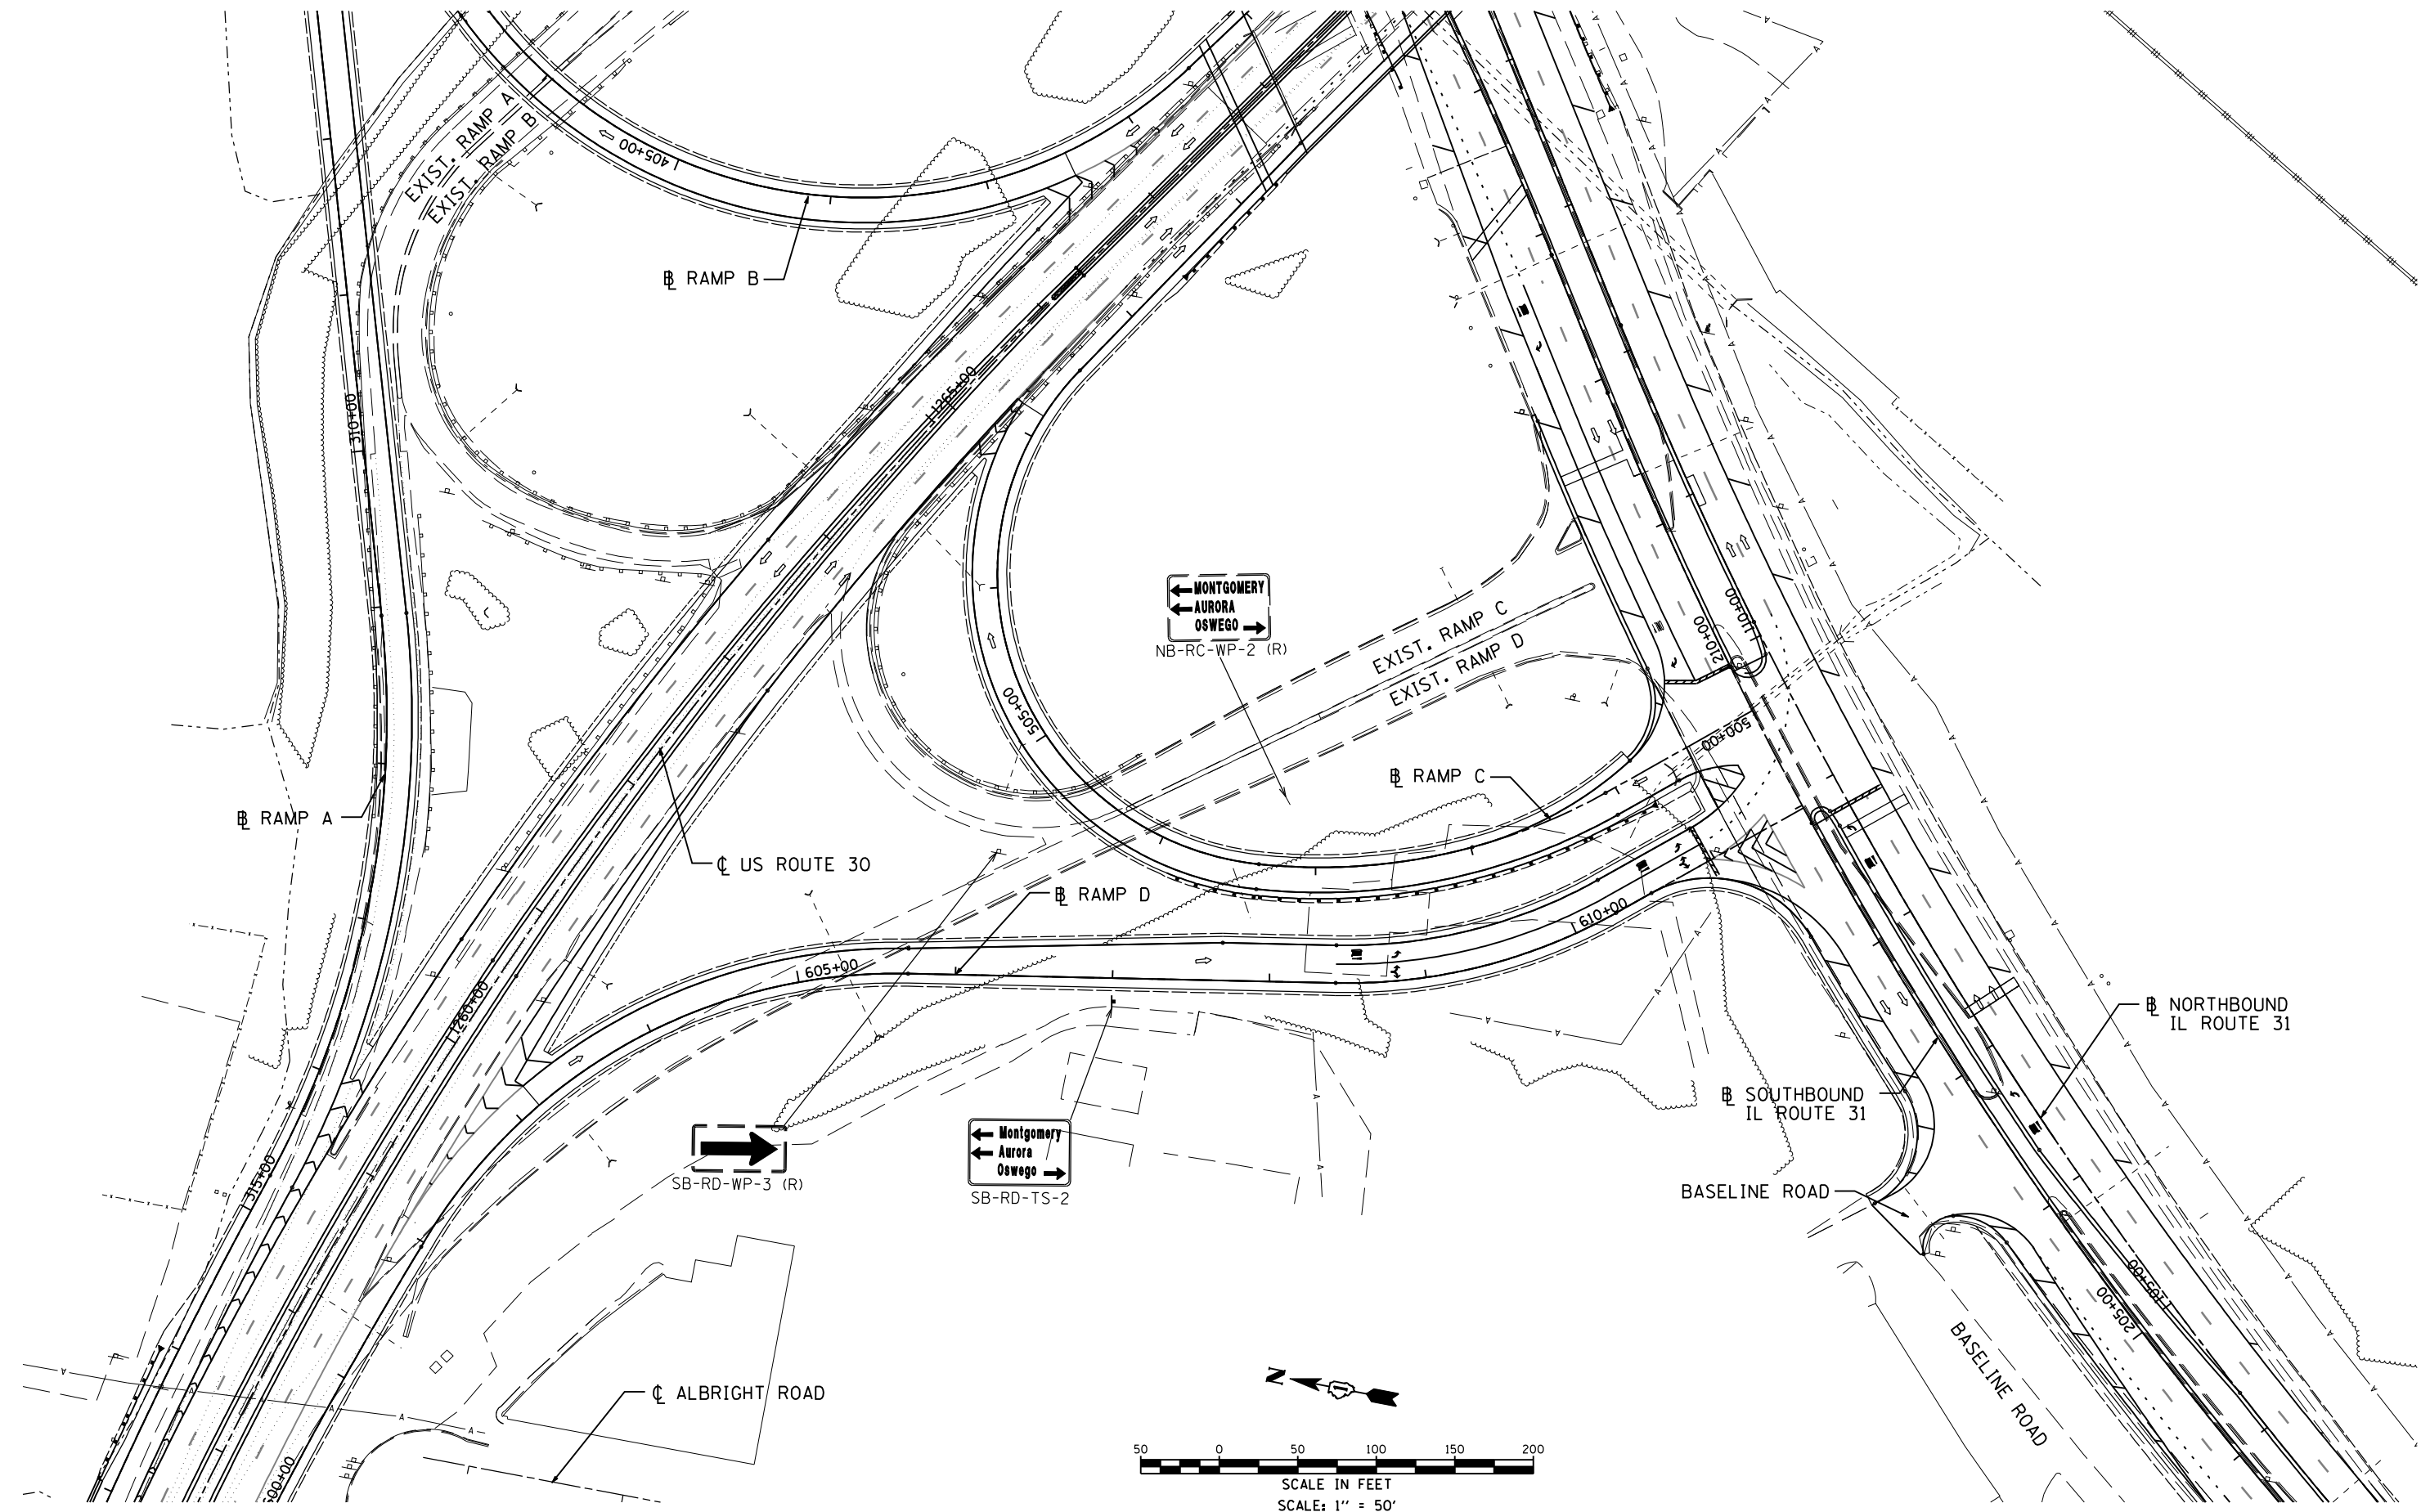 EXIST. RAMP A
EXIST. RAMP B
405+00
℄ RAMP B
310+00
1265+00
MONTGOMERY
AURORA
OSWEGO
NB-RC-WP-2 (R)
EXIST. RAMP C
EXIST. RAMP D
110+00
210+00
500+00
505+00
℄ RAMP C
℄ RAMP A
℄ US ROUTE 30
℄ RAMP D
605+00
610+00
1260+00
℄ NORTHBOUND
IL ROUTE 31
℄ SOUTHBOUND
IL ROUTE 31
SB-RD-WP-3 (R)
Montgomery
Aurora
Oswego
SB-RD-TS-2
BASELINE ROAD
315+00
105+00
205+00
BASELINE ROAD
℄ ALBRIGHT ROAD
600+00
N
50 0 50 100 150 200
SCALE IN FEET
SCALE: 1" = 50'